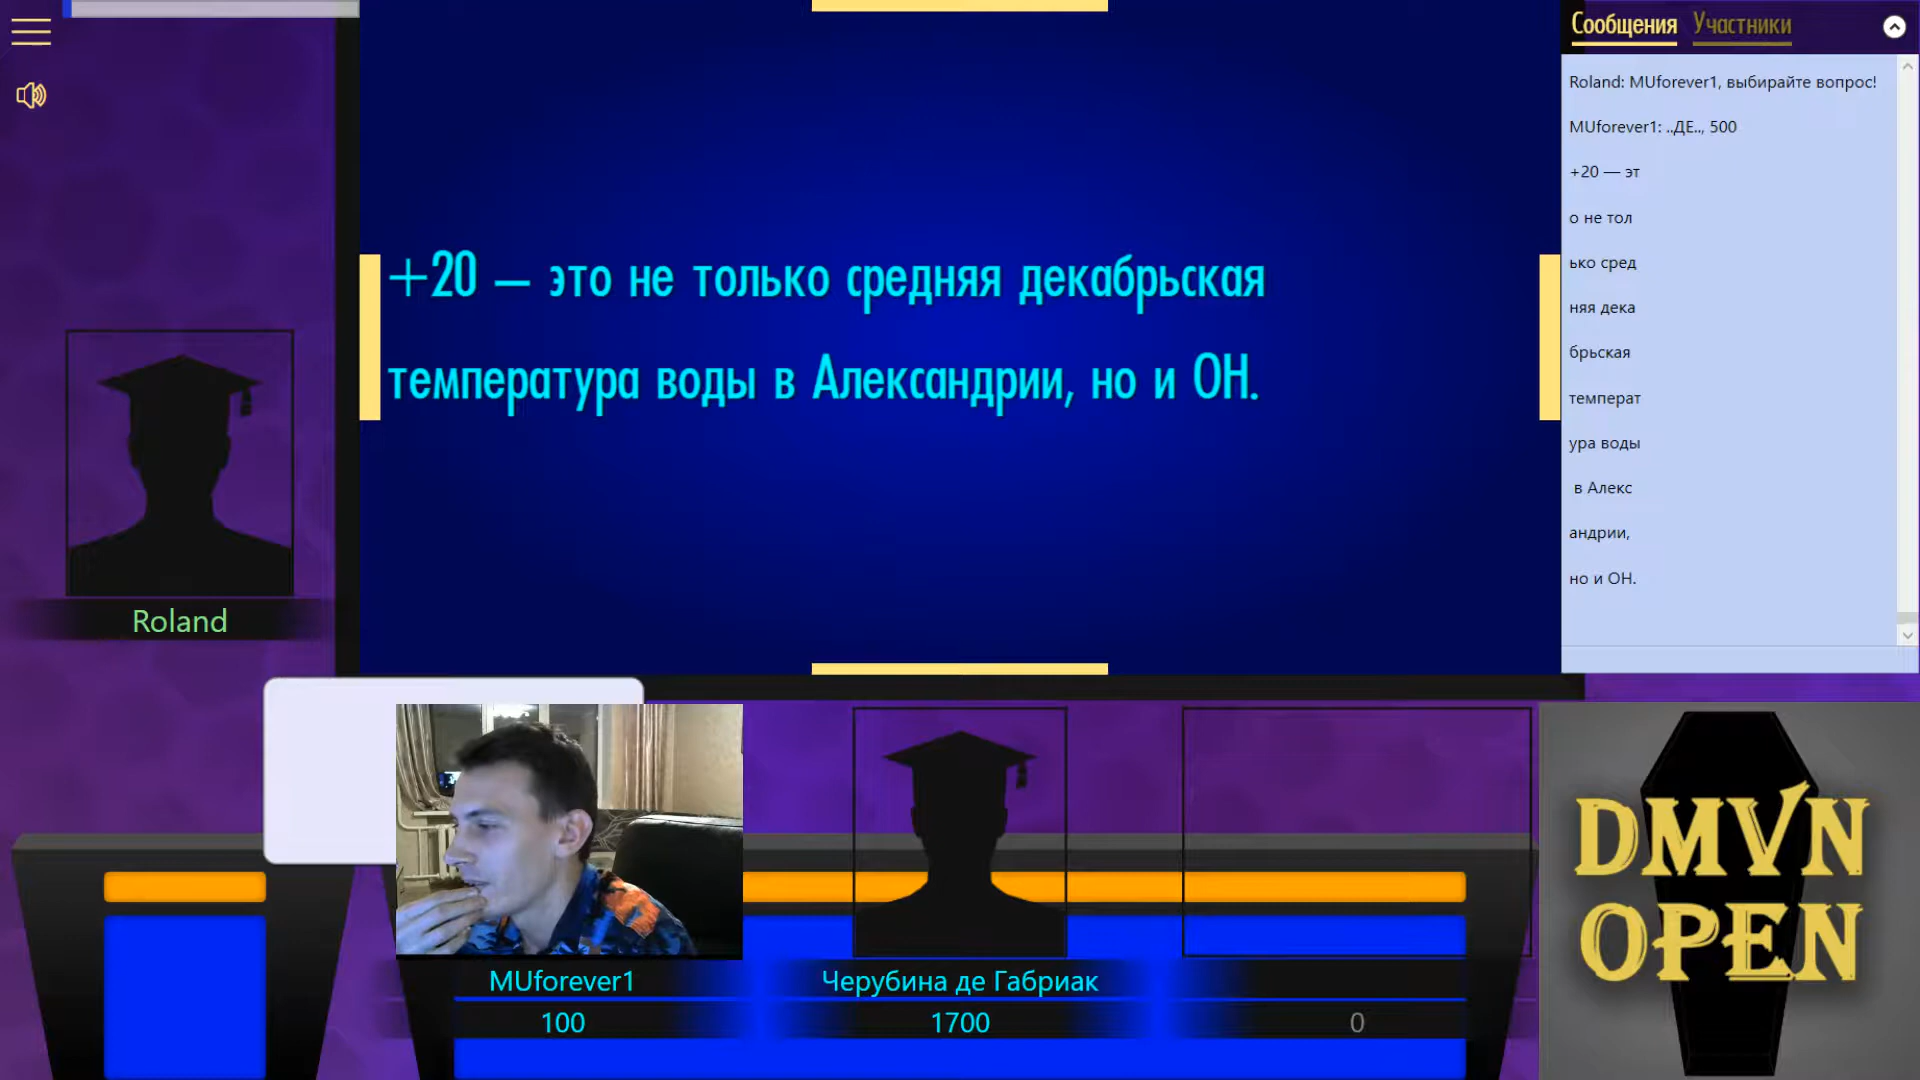 Сообщения Участники
Roland: MUforever1, выбирайте вопрос!
MUforever1: ..ДЕ.., 500
+20 — эт
о не тол
ько сред
няя дека
брьская
температ
ура воды
в Алекс
андрии,
но и ОН.
+20 — это не только средняя декабрьская
температура воды в Александрии, но и ОН.
Roland
MUforever1
100
Черубина де Габриак
1700
0
DMVN
OPEN